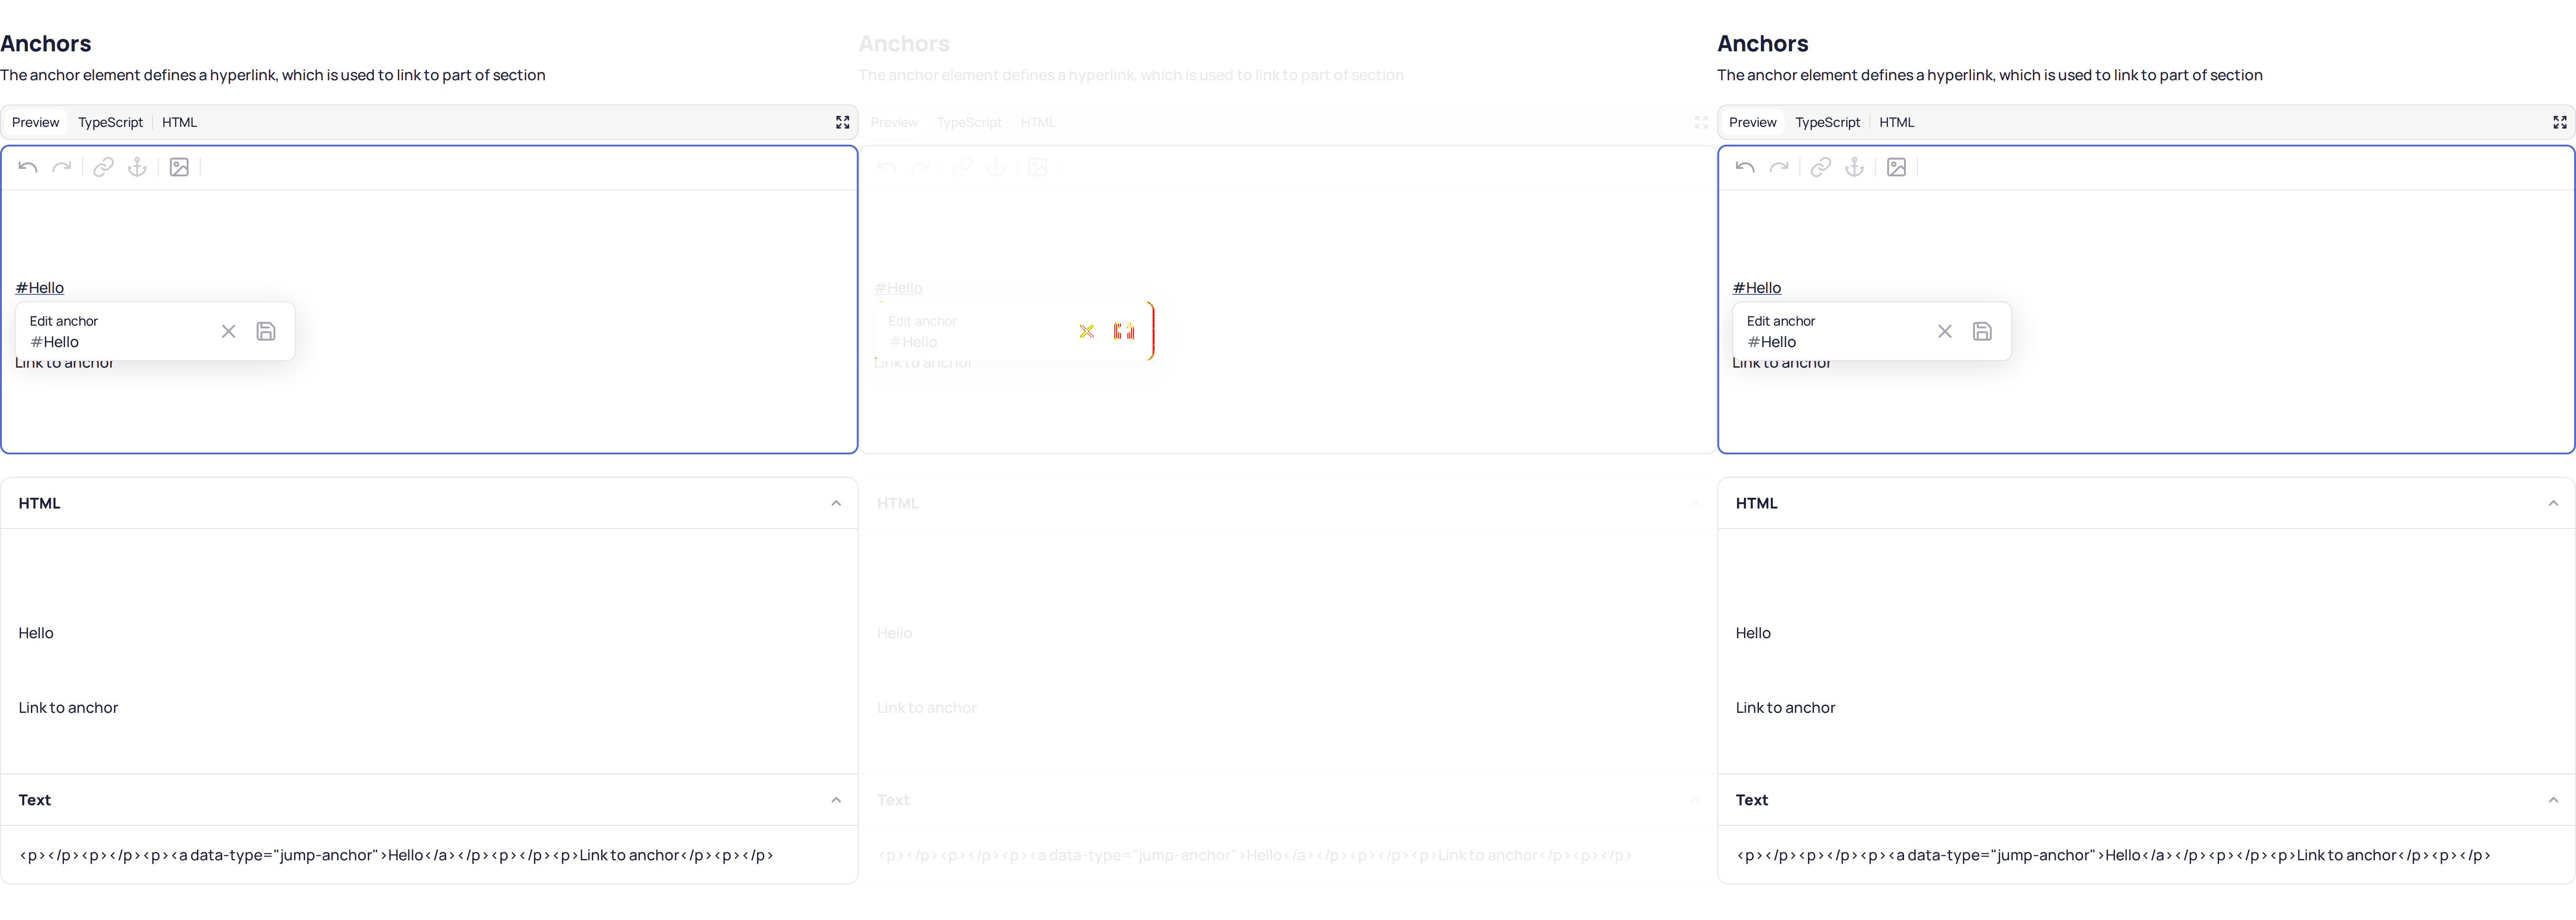 Anchors
The anchor element defines a hyperlink, which is used to link to part of section
Preview TypeScript HTML
#Hello
Edit anchor
#Hello
Link to anchor
HTML
Hello
Link to anchor
Text
<p></p><p></p><p><a data-type="jump-anchor">Hello</a></p><p></p><p>Link to anchor</p><p></p>
Anchors
The anchor element defines a hyperlink, which is used to link to part of section
Preview TypeScript HTML
#Hello
Edit anchor
#Hello
Link to anchor
HTML
Hello
Link to anchor
Text
<p></p><p></p><p><a data-type="jump-anchor">Hello</a></p><p></p><p>Link to anchor</p><p></p>
Anchors
The anchor element defines a hyperlink, which is used to link to part of section
Preview TypeScript HTML
#Hello
Edit anchor
#Hello
Link to anchor
HTML
Hello
Link to anchor
Text
<p></p><p></p><p><a data-type="jump-anchor">Hello</a></p><p></p><p>Link to anchor</p><p></p>